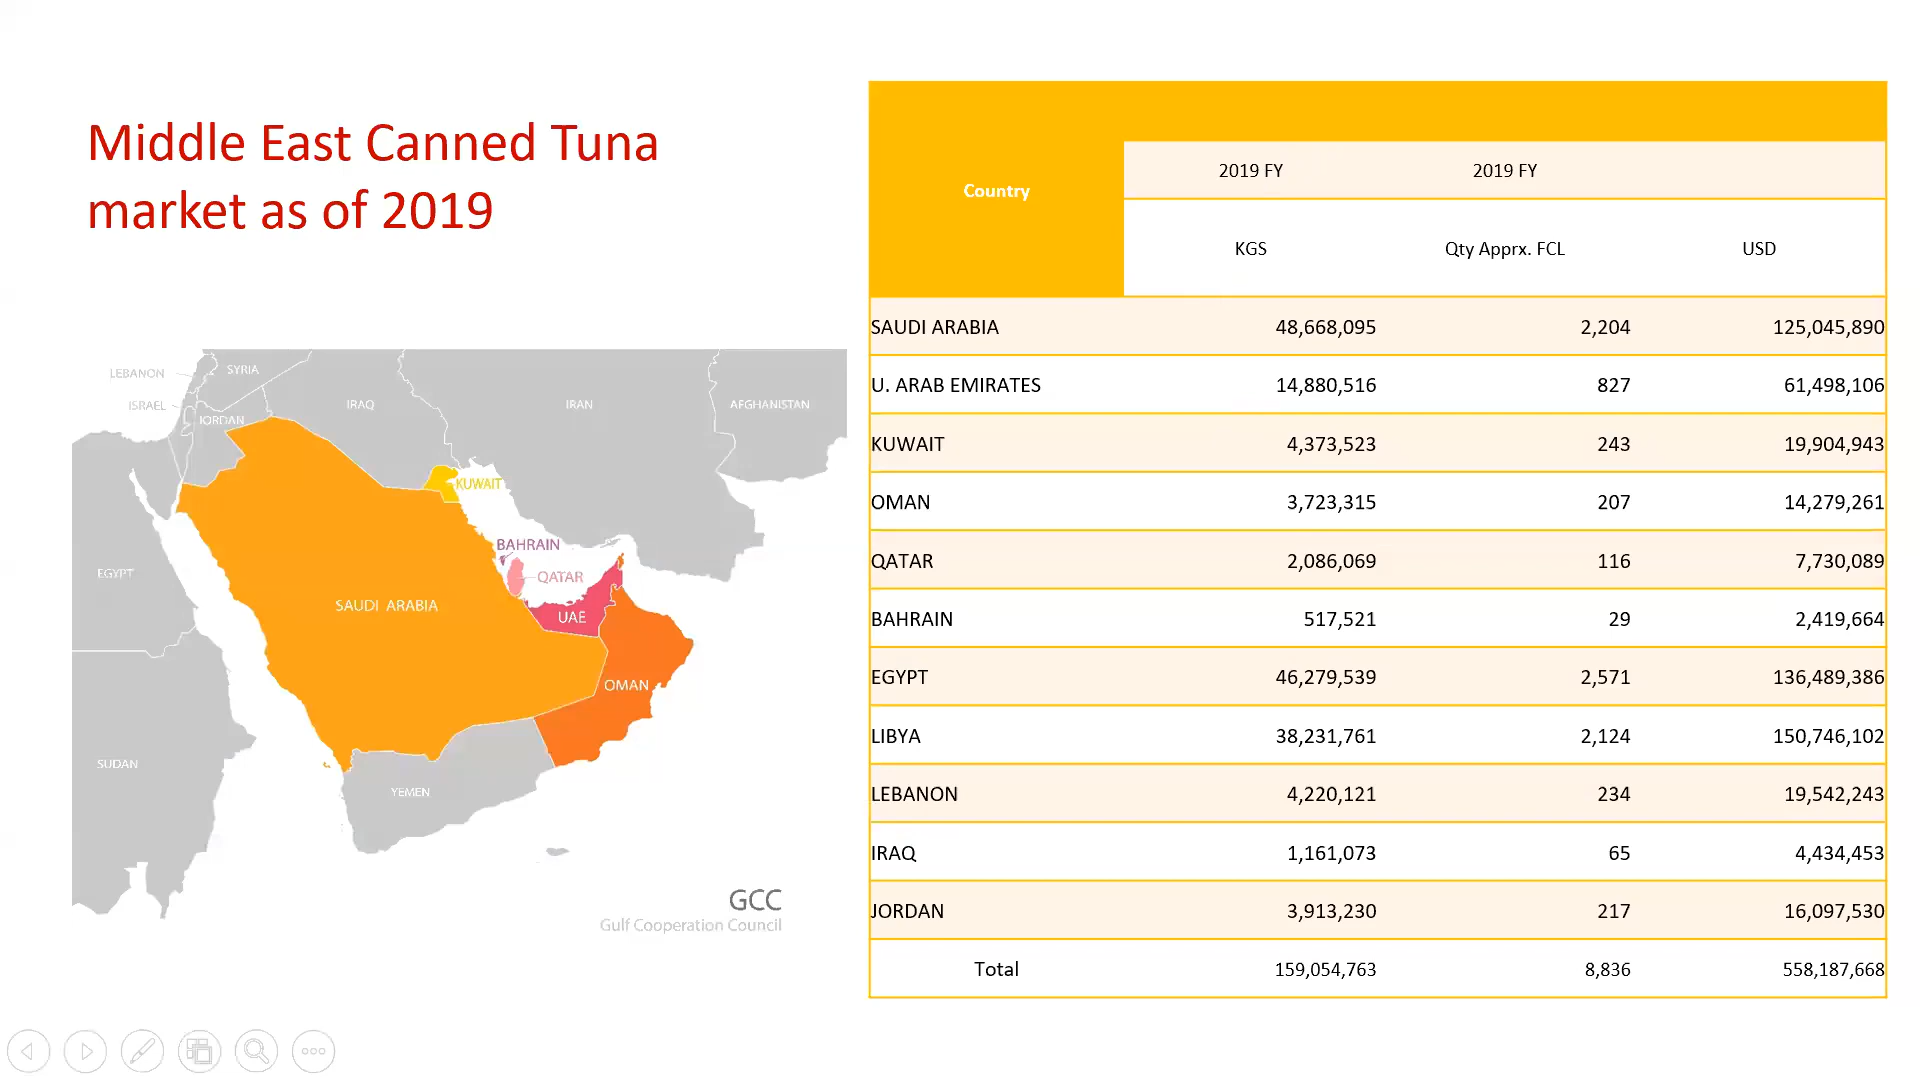 Middle East Canned Tuna
market as of 2019
LEBANON
SYRIA
ISRAEL
JORDAN
IRAQ
IRAN
AFGHANISTAN
KUWAIT
BAHRAIN
QATAR
EGYPT
SAUDI ARABIA
UAE
OMAN
SUDAN
YEMEN
GCC
Gulf Cooperation Council
Country
2019 FY 2019 FY
KGS Qty Apprx. FCL USD
SAUDI ARABIA 48,668,095 2,204 125,045,890
U. ARAB EMIRATES 14,880,516 827 61,498,106
KUWAIT 4,373,523 243 19,904,943
OMAN 3,723,315 207 14,279,261
QATAR 2,086,069 116 7,730,089
BAHRAIN 517,521 29 2,419,664
EGYPT 46,279,539 2,571 136,489,386
LIBYA 38,231,761 2,124 150,746,102
LEBANON 4,220,121 234 19,542,243
IRAQ 1,161,073 65 4,434,453
JORDAN 3,913,230 217 16,097,530
Total 159,054,763 8,836 558,187,668